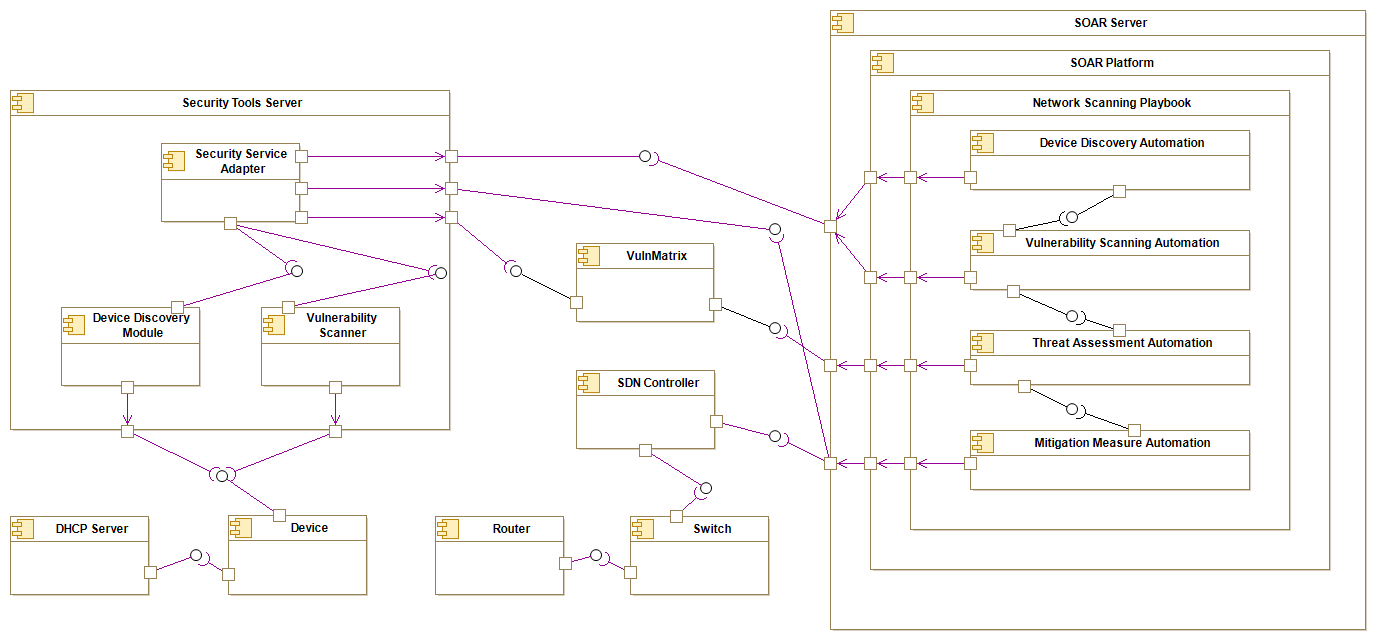 SOAR Server
SOAR Platform
Security Tools Server
Network Scanning Playbook
Security Service
Adapter
Device Discovery Automation
Vulnerability Scanning Automation
VulnMatrix
Device Discovery
Module
Vulnerability
Scanner
Threat Assessment Automation
SDN Controller
Mitigation Measure Automation
DHCP Server
Device
Router
Switch